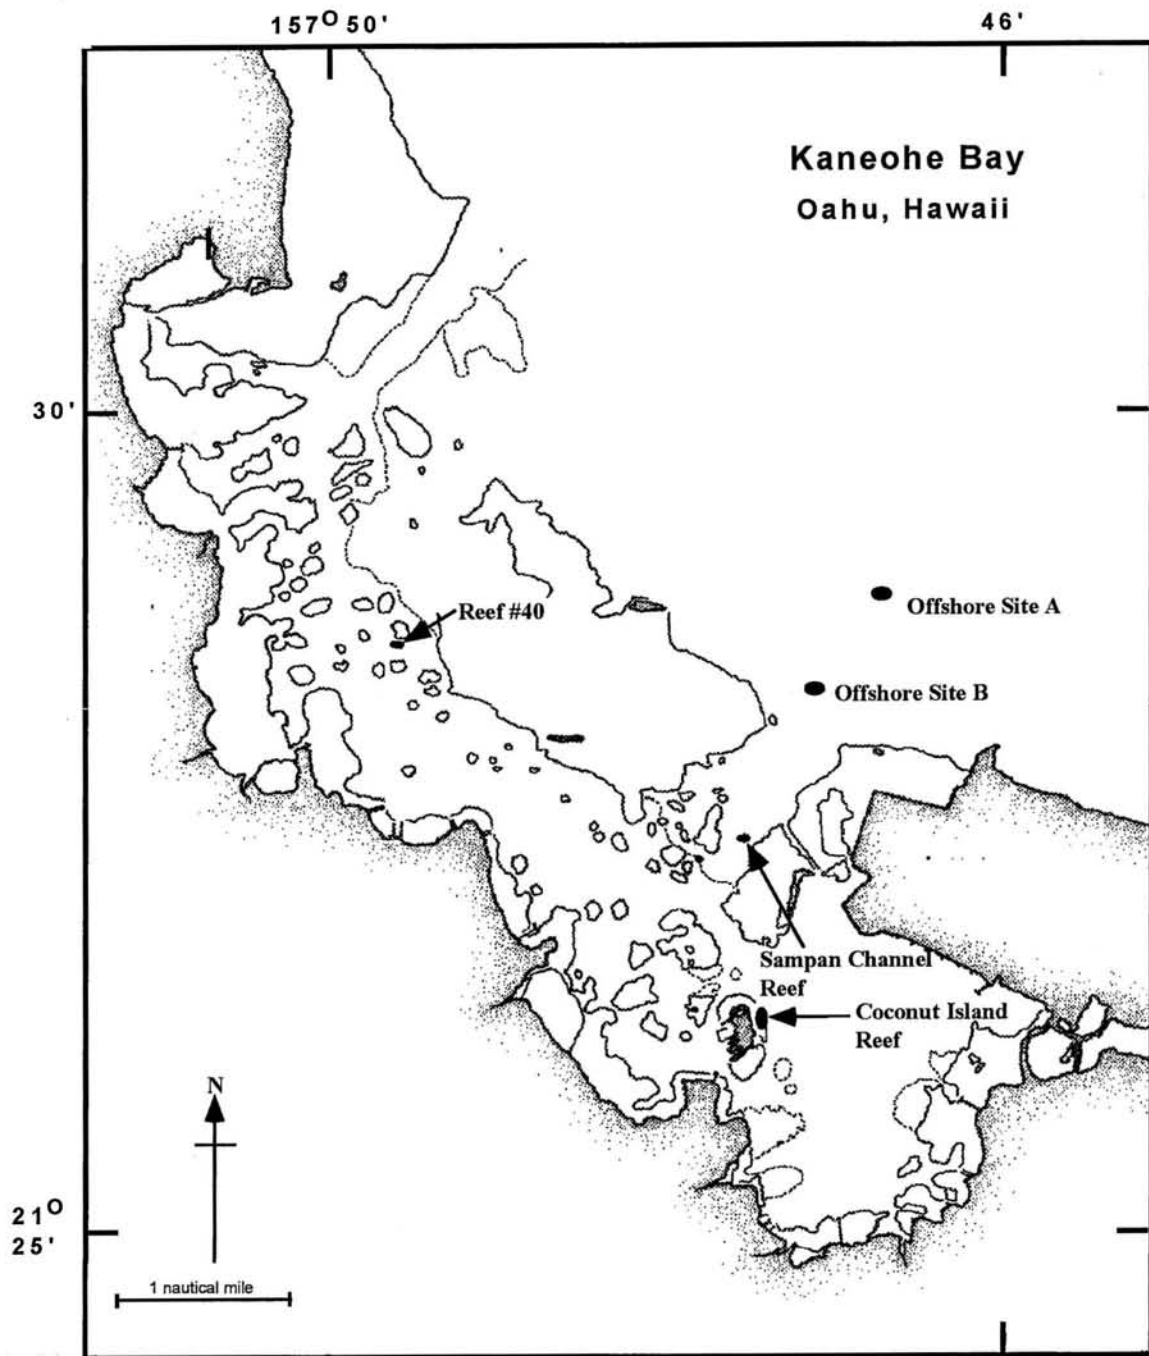 157° 50'
46'
Kaneohe Bay
Oahu, Hawaii
30'
Reef #40
Offshore Site A
Offshore Site B
Sampan Channel
Reef
Coconut Island
Reef
N
21°
25'
1 nautical mile